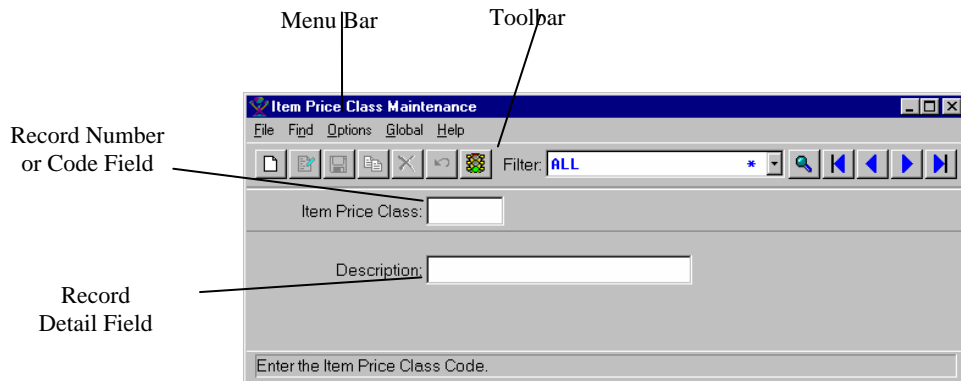 Menu Bar
Toolbar
Item Price Class Maintenance
File Find Options Global Help
Record Number
or Code Field
Filter: ALL *
Item Price Class:
Description:
Record
Detail Field
Enter the Item Price Class Code.